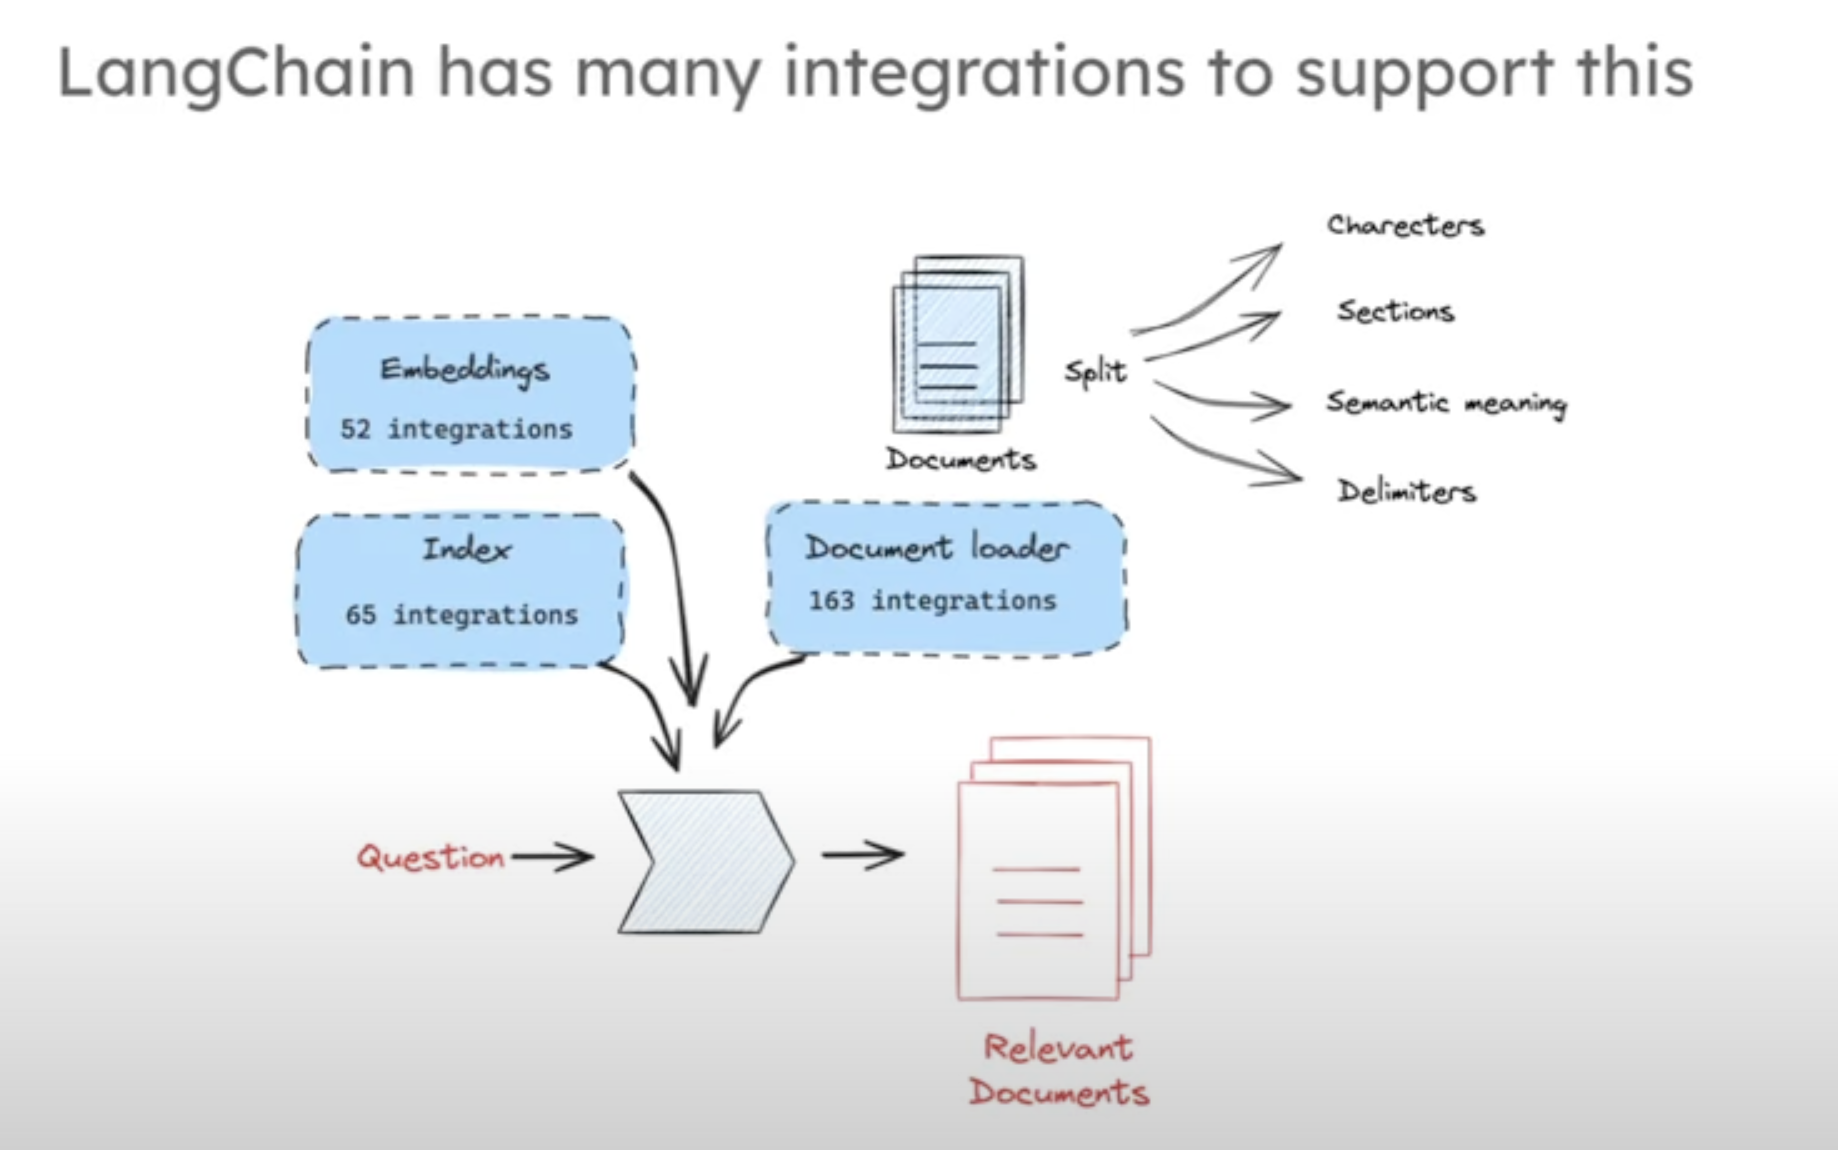 LangChain has many integrations to support this
Embeddings
52 integrations
Index
65 integrations
Documents
Split
Charecters
Sections
Semantic meaning
Delimiters
Document loader
163 integrations
Question
Relevant
Documents